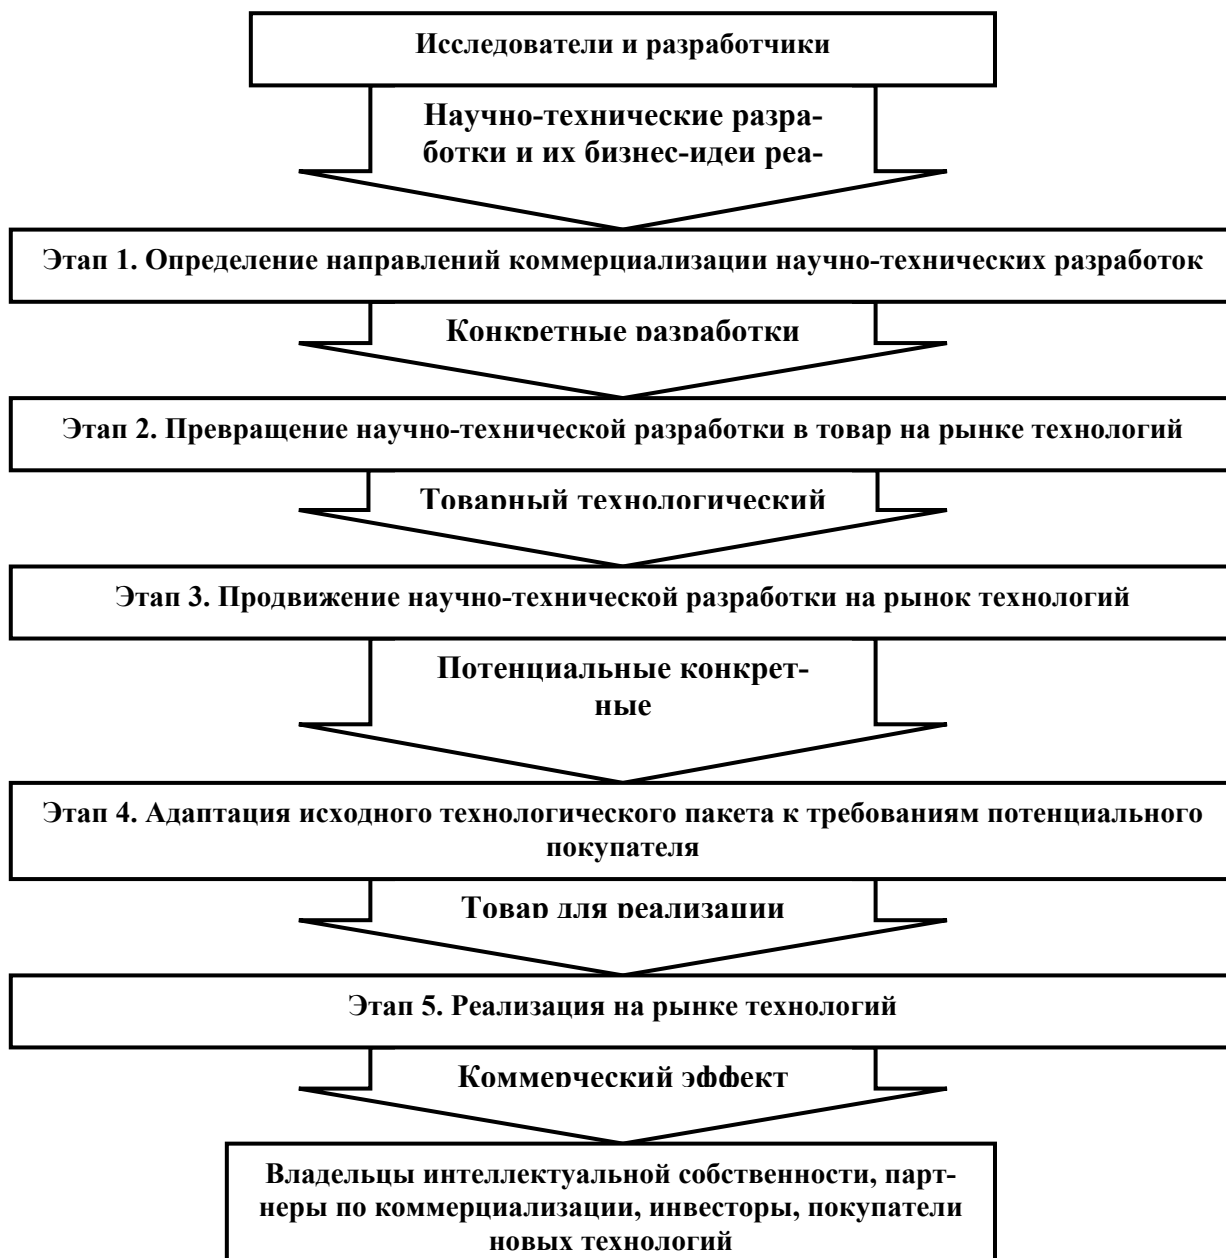 Исследователи и разработчики
Научно-технические разра-
ботки и их бизнес-идеи реа-
Этап 1. Определение направлений коммерциализации научно-технических разработок
Конкретные разработки
Этап 2. Превращение научно-технической разработки в товар на рынке технологий
Товарный технологический
Этап 3. Продвижение научно-технической разработки на рынок технологий
Потенциальные конкрет-
ные
Этап 4. Адаптация исходного технологического пакета к требованиям потенциального
покупателя
Товар для реализации
Этап 5. Реализация на рынке технологий
Коммерческий эффект
Владельцы интеллектуальной собственности, парт-
неры по коммерциализации, инвесторы, покупатели
новых технологий